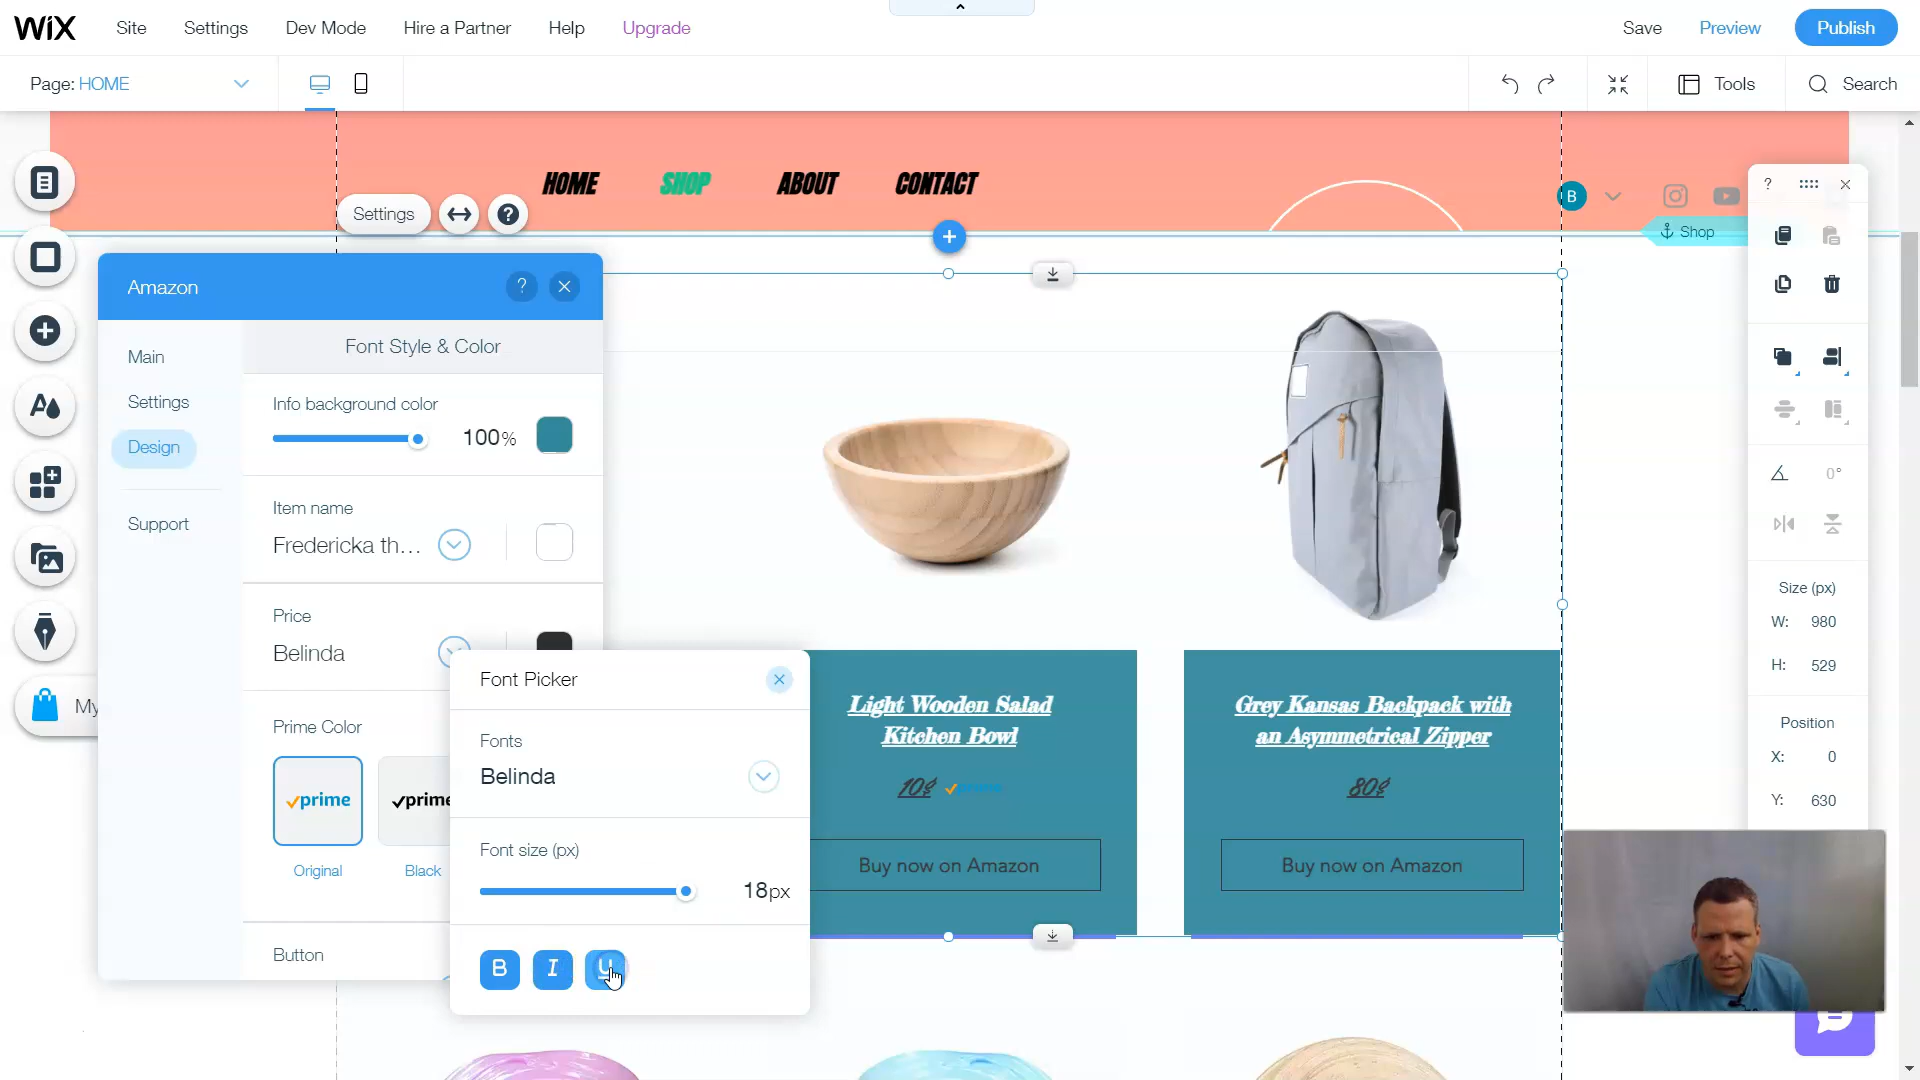 WiX
Site
Settings
Dev Mode
Hire a Partner
Help
Upgrade
Save
Preview
Publish
Page: HOME
Tools
Search
HOME
SHOP
ABOUT
CONTACT
B
Settings
?
?
Shop
Amazon
?
Main
Settings
Design
Support
Font Style & Color
Info background color
100%
Item name
Fredericka th...
Price
Belinda
Prime Color
prime
prime
Original
Black
Button
My
Font Picker
Fonts
Belinda
Font size (px)
18px
B
I
U
Light Wooden Salad
Kitchen Bowl
10$
prime
Buy now on Amazon
Grey Kansas Backpack with
an Asymmetrical Zipper
80$
Buy now on Amazon
0°
Size (px)
W: 980
H: 529
Position
X: 0
Y: 630